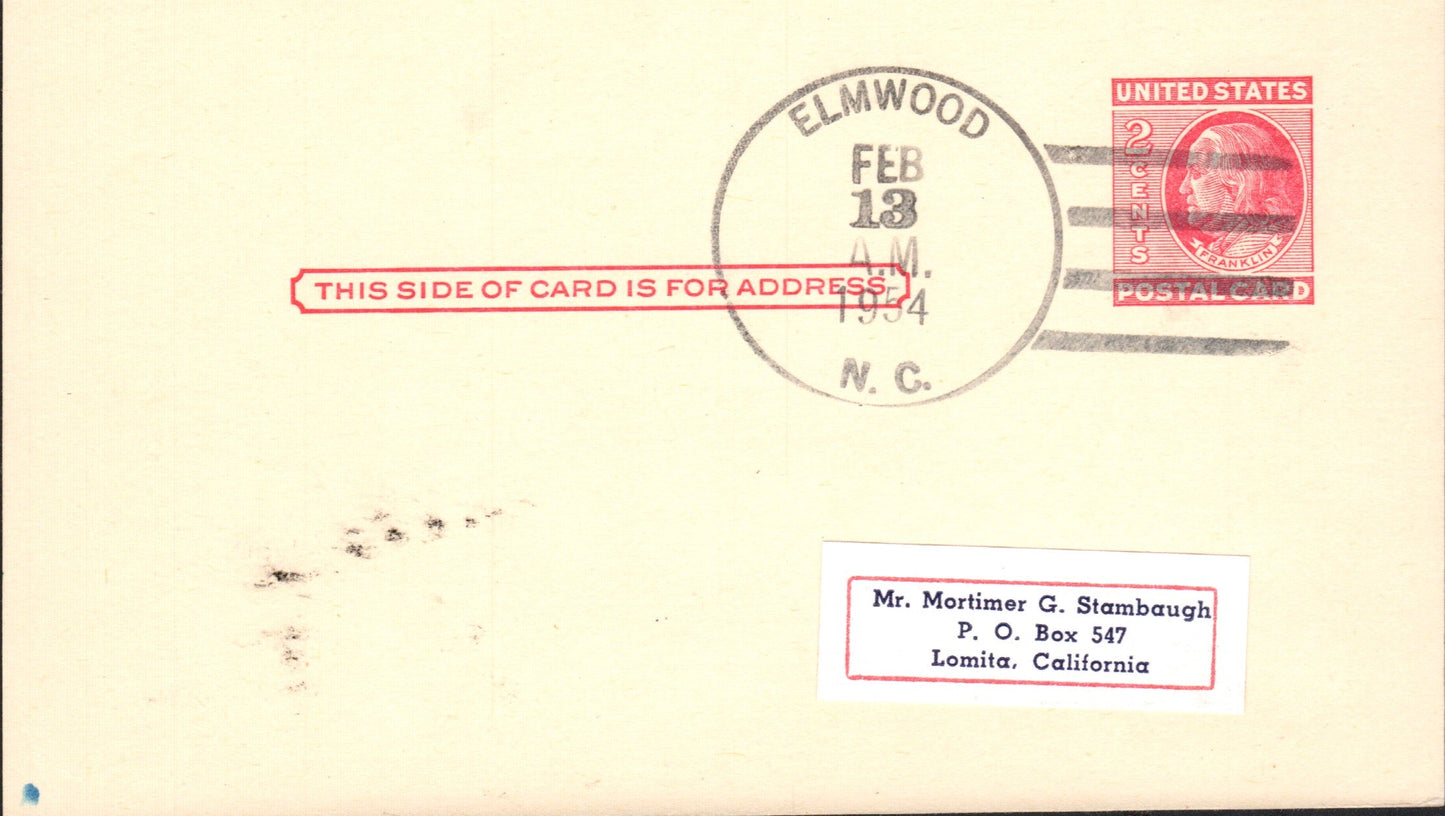 ELMWOOD
FEB
13
A.M.
1954
N. C.
UNITED STATES
2 CENTS
FRANKLIN
POSTAL CARD
THIS SIDE OF CARD IS FOR ADDRESS
Mr. Mortimer G. Stambaugh
P. O. Box 547
Lomita, California